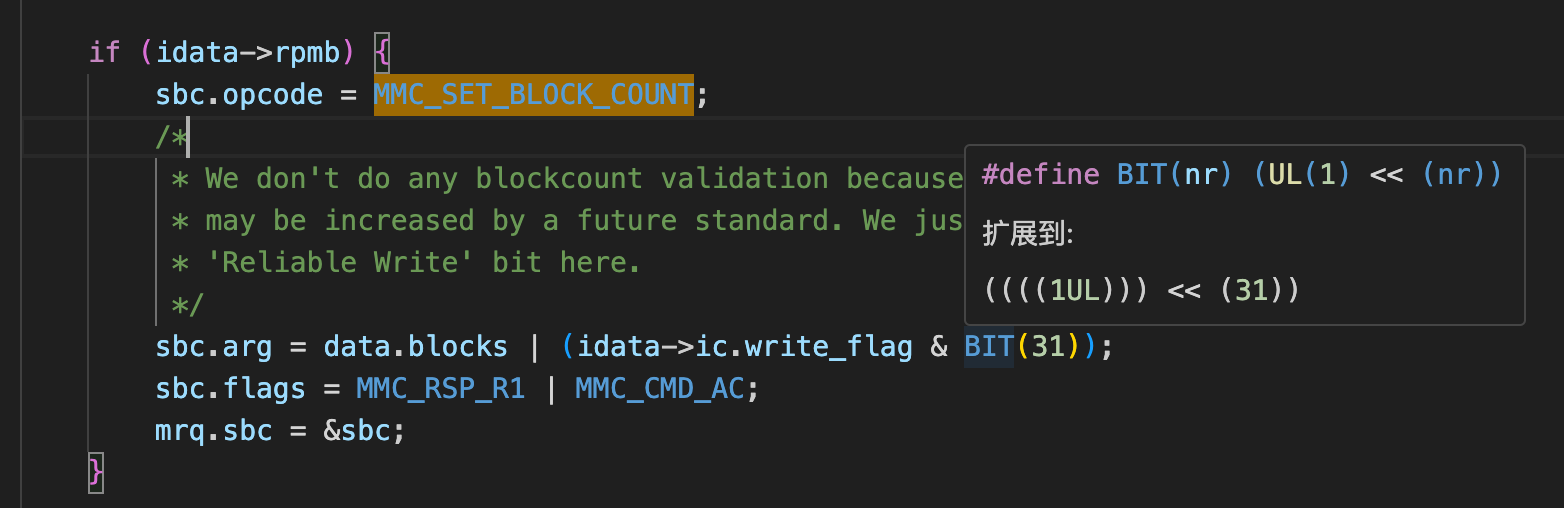 if (idata->rpmb) {
sbc.opcode = MMC_SET_BLOCK_COUNT;
/*
* We don't do any blockcount validation because
* may be increased by a future standard. We jus
* 'Reliable Write' bit here.
*/
sbc.arg = data.blocks | (idata->ic.write_flag & BIT(31));
sbc.flags = MMC_RSP_R1 | MMC_CMD_AC;
mrq.sbc = &sbc;
}
#define BIT(nr) (UL(1) << (nr))
扩展到:
((((1UL))) << (31))